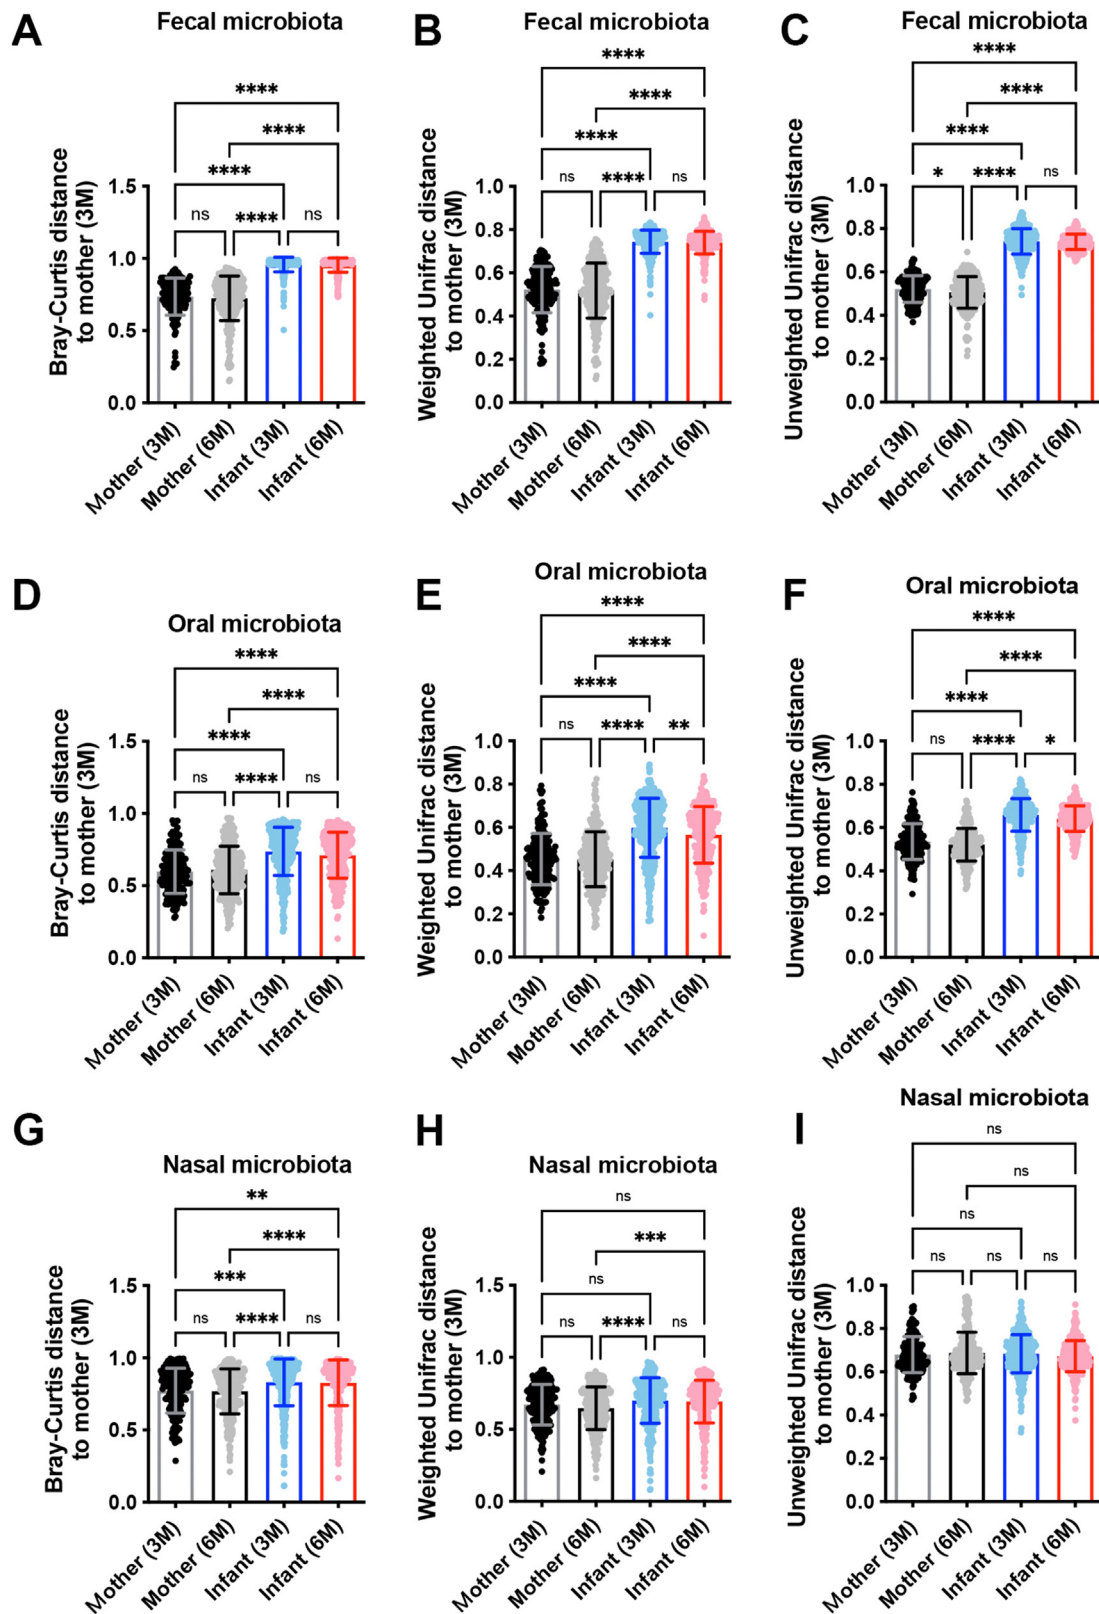 A
Fecal microbiota
****
****
****
ns
****
ns
Bray-Curtis distance
to mother (3M)
1.5
1.0
0.5
0.0
Mother (3M)
Mother (6M)
Infant (3M)
Infant (6M)
B
Fecal microbiota
****
****
****
ns
****
ns
Weighted Unifrac distance
to mother (3M)
1.0
0.8
0.6
0.4
0.2
0.0
Mother (3M)
Mother (6M)
Infant (3M)
Infant (6M)
C
Fecal microbiota
****
****
****
*
****
ns
Unweighted Unifrac distance
to mother (3M)
1.0
0.8
0.6
0.4
0.2
0.0
Mother (3M)
Mother (6M)
Infant (3M)
Infant (6M)
D
Oral microbiota
****
****
****
ns
****
ns
Bray-Curtis distance
to mother (3M)
1.5
1.0
0.5
0.0
Mother (3M)
Mother (6M)
Infant (3M)
Infant (6M)
E
Oral microbiota
****
****
****
ns
****
**
Weighted Unifrac distance
to mother (3M)
1.0
0.8
0.6
0.4
0.2
0.0
Mother (3M)
Mother (6M)
Infant (3M)
Infant (6M)
F
Oral microbiota
****
****
****
ns
****
*
Unweighted Unifrac distance
to mother (3M)
1.0
0.8
0.6
0.4
0.2
0.0
Mother (3M)
Mother (6M)
Infant (3M)
Infant (6M)
G
Nasal microbiota
**
****
***
ns
****
ns
Bray-Curtis distance
to mother (3M)
1.5
1.0
0.5
0.0
Mother (3M)
Mother (6M)
Infant (3M)
Infant (6M)
H
Nasal microbiota
ns
***
ns
ns
****
ns
Weighted Unifrac distance
to mother (3M)
1.5
1.0
0.5
0.0
Mother (3M)
Mother (6M)
Infant (3M)
Infant (6M)
I
Nasal microbiota
ns
ns
ns
ns
ns
ns
Unweighted Unifrac distance
to mother (3M)
1.0
0.8
0.6
0.4
0.2
0.0
Mother (3M)
Mother (6M)
Infant (3M)
Infant (6M)